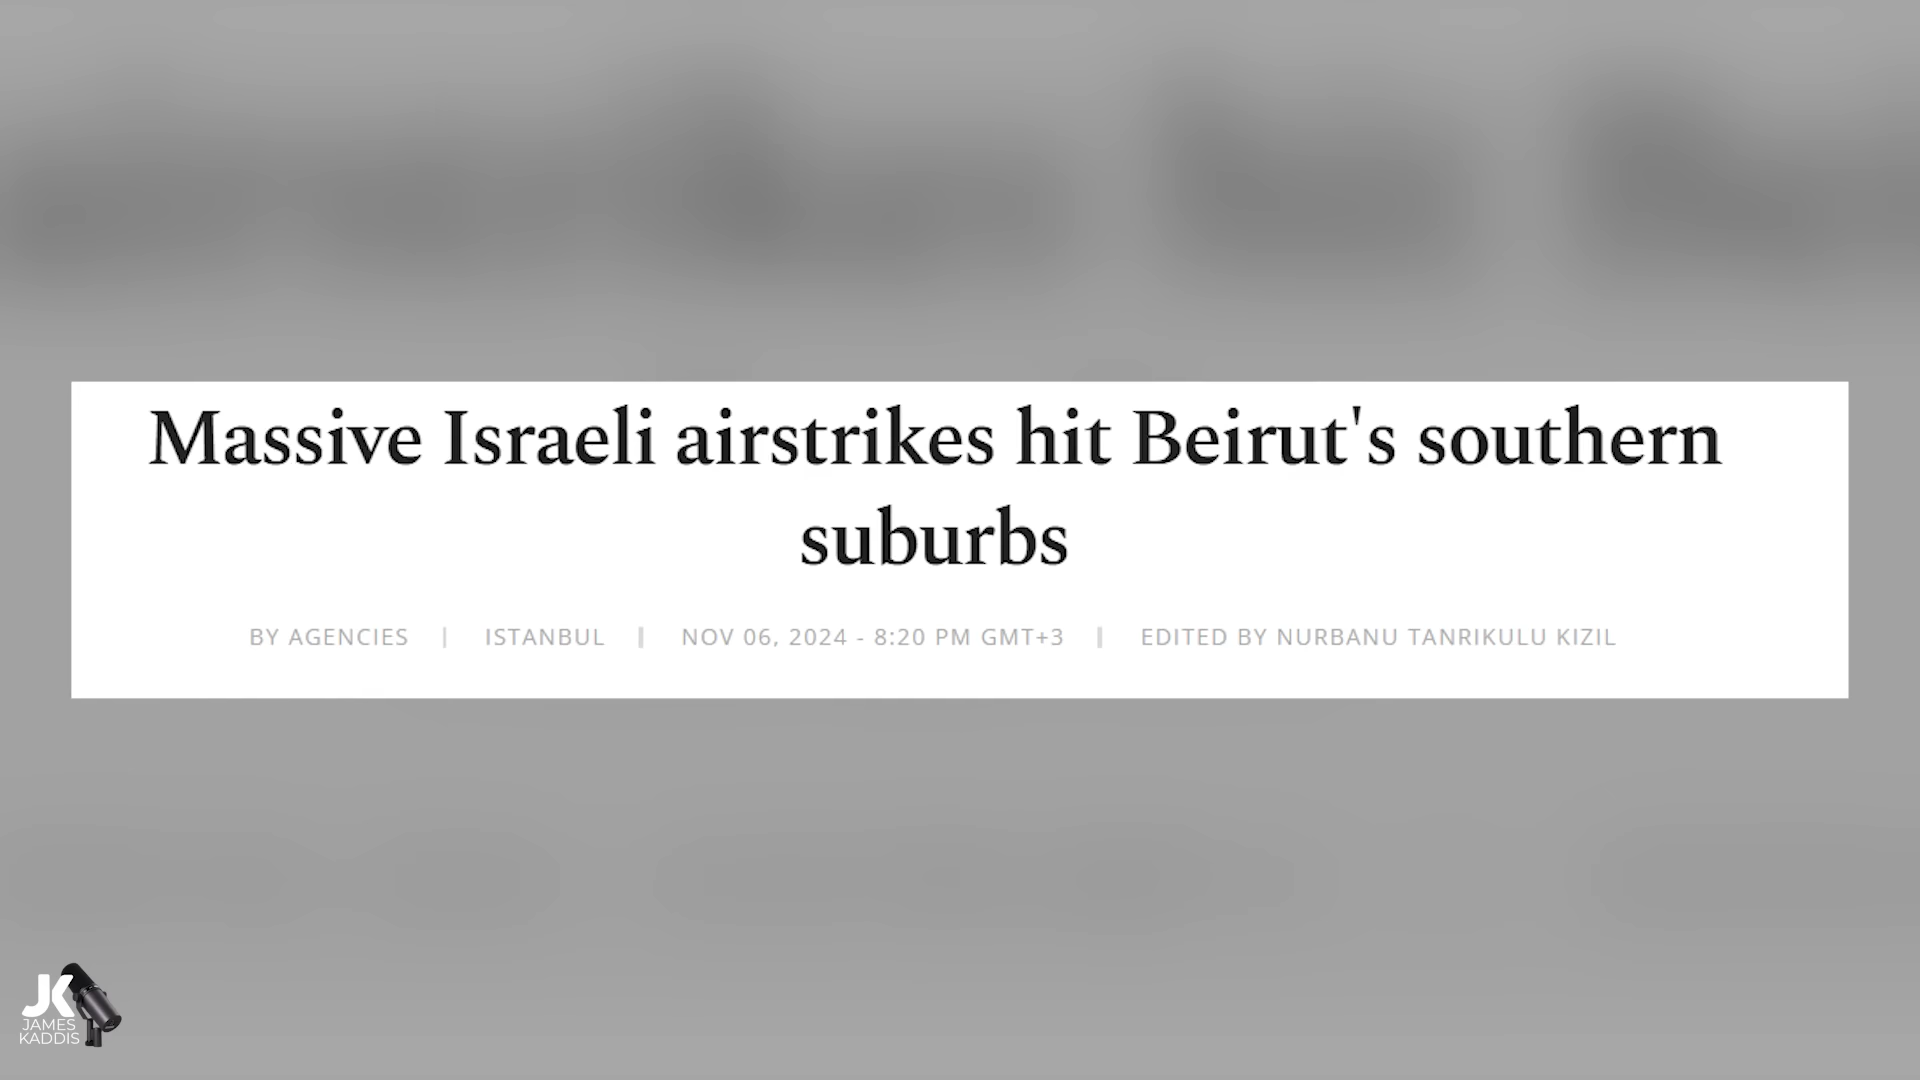 Massive Israeli airstrikes hit Beirut's southern
suburbs
BY AGENCIES | ISTANBUL | NOV 06, 2024 - 8:20 PM GMT+3 | EDITED BY NURBANU TANRIKULU KIZIL
JK
JAMES
KADDIS